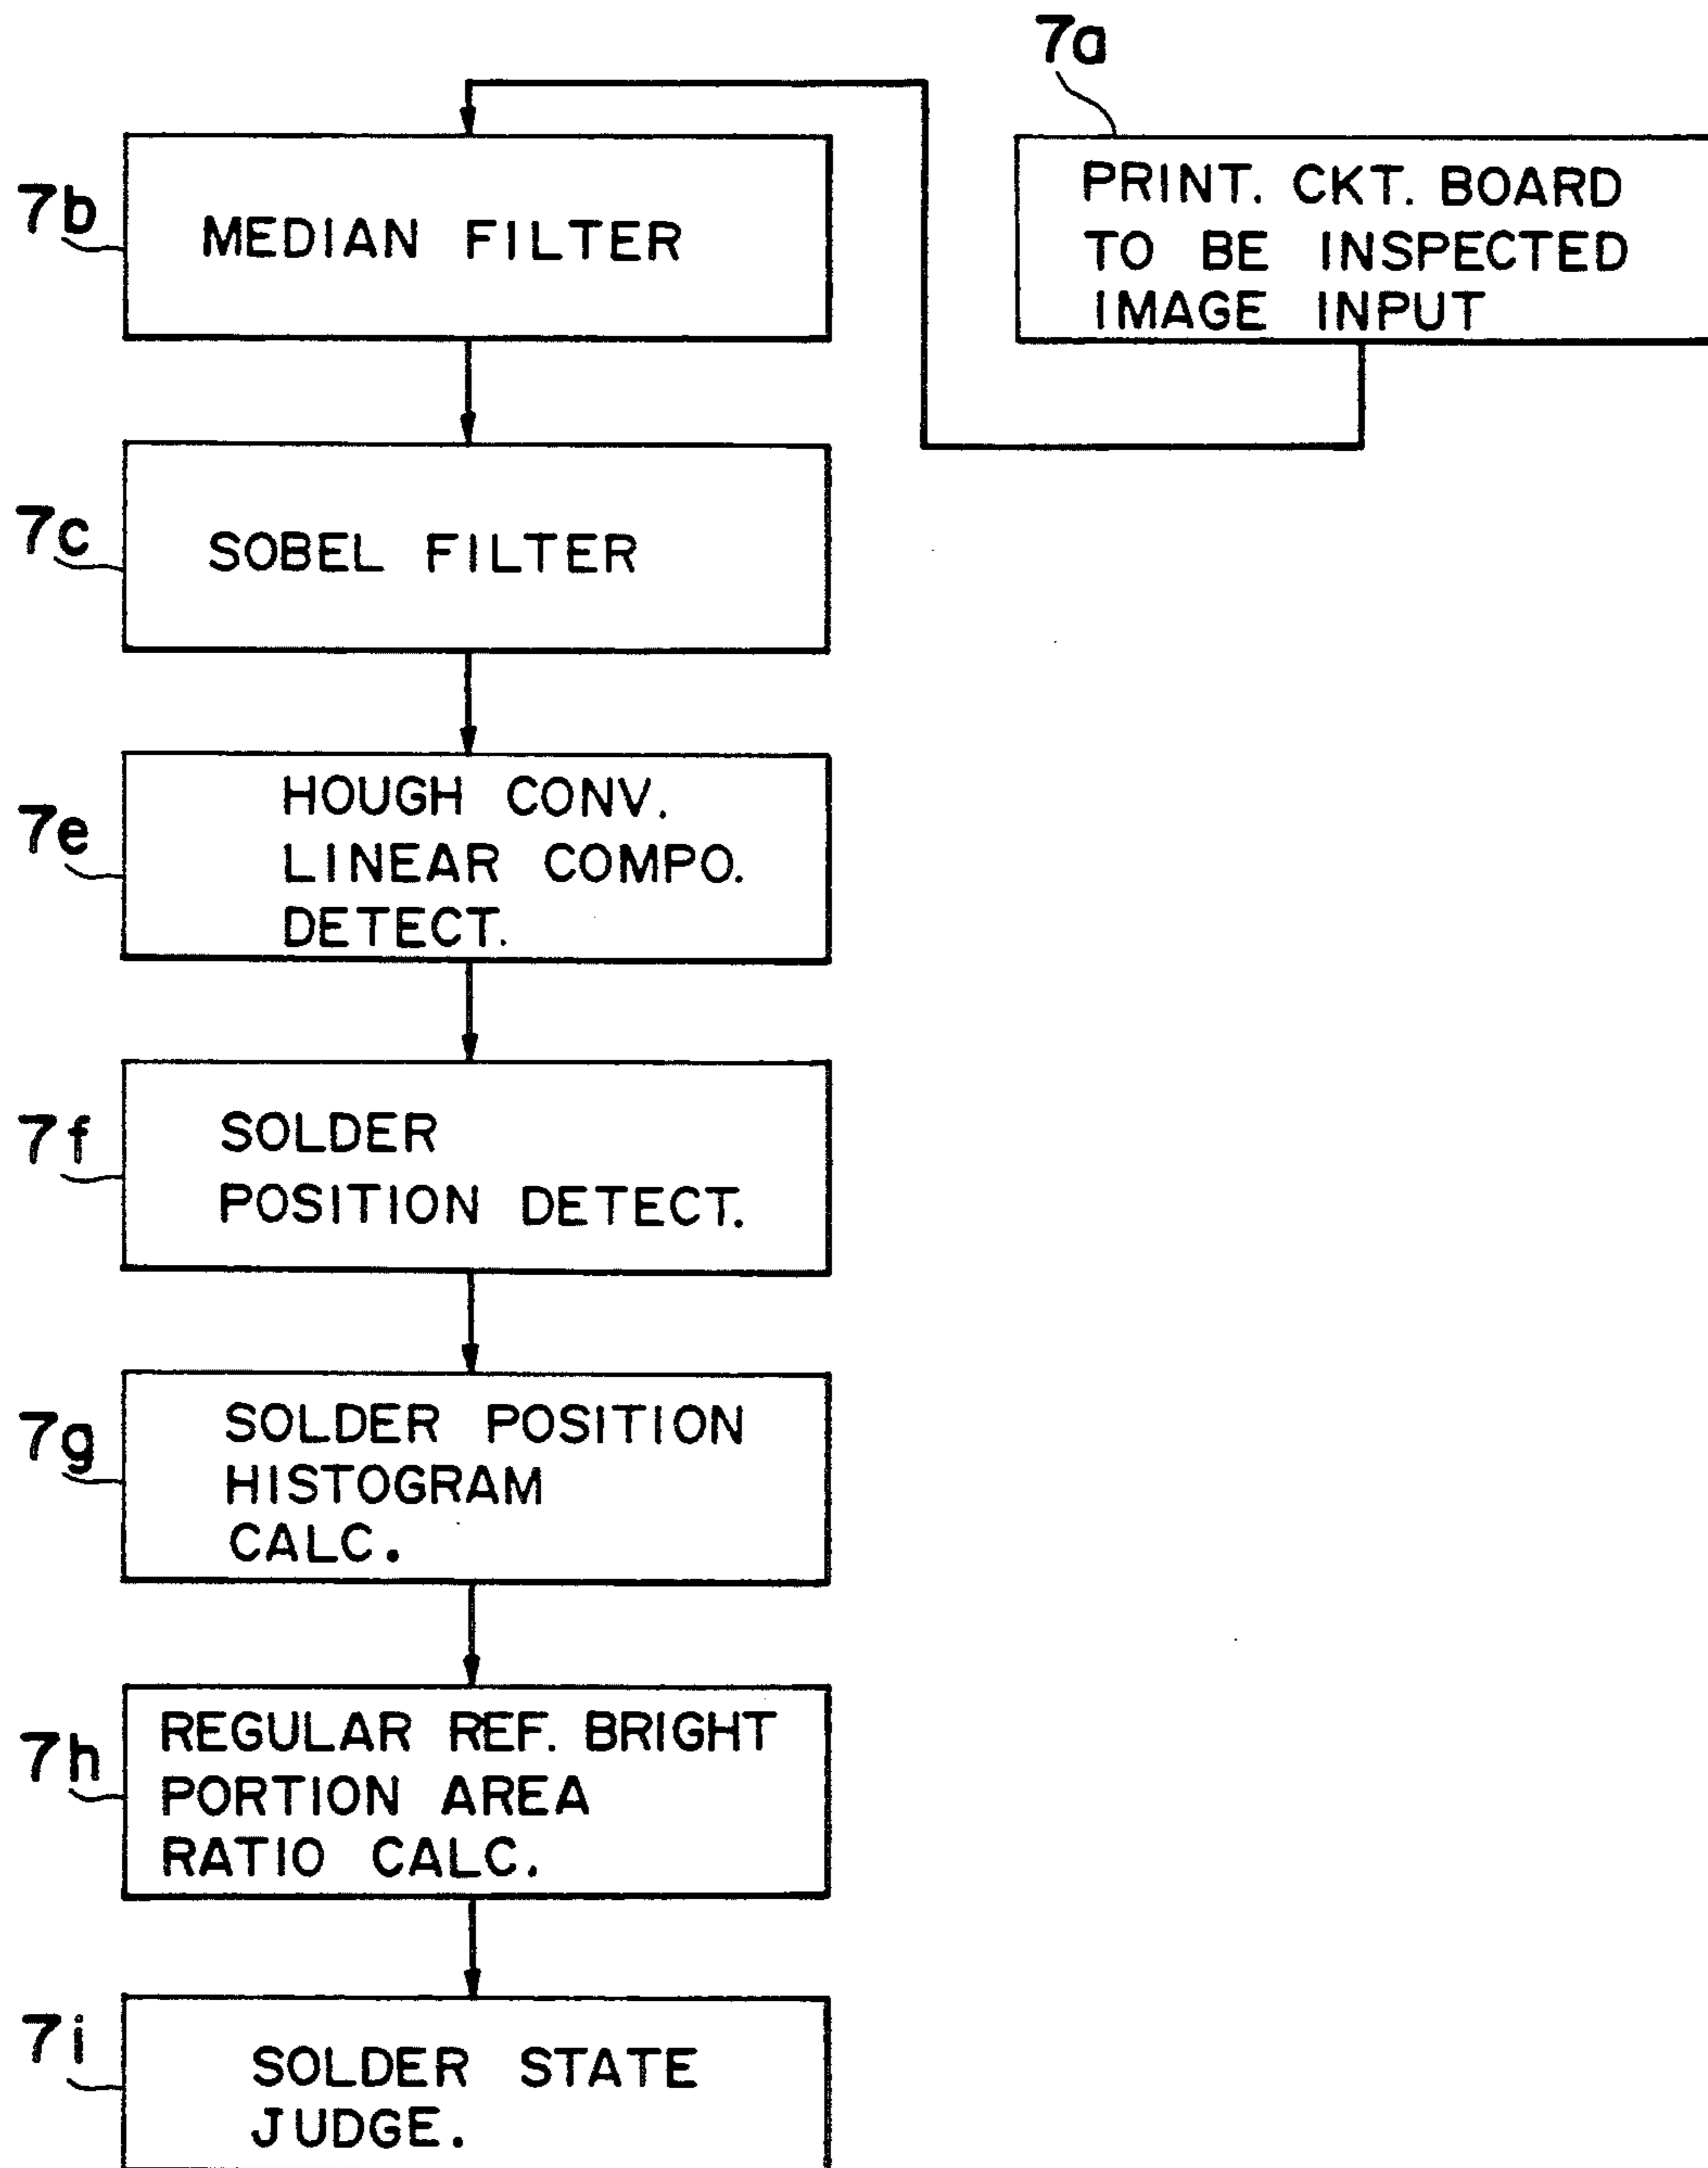 7a
PRINT. CKT. BOARD
TO BE INSPECTED
IMAGE INPUT
7b
MEDIAN FILTER
7c
SOBEL FILTER
7e
HOUGH CONV.
LINEAR COMPO.
DETECT.
7f
SOLDER
POSITION DETECT.
7g
SOLDER POSITION
HISTOGRAM
CALC.
7h
REGULAR REF. BRIGHT
PORTION AREA
RATIO CALC.
7i
SOLDER STATE
JUDGE.